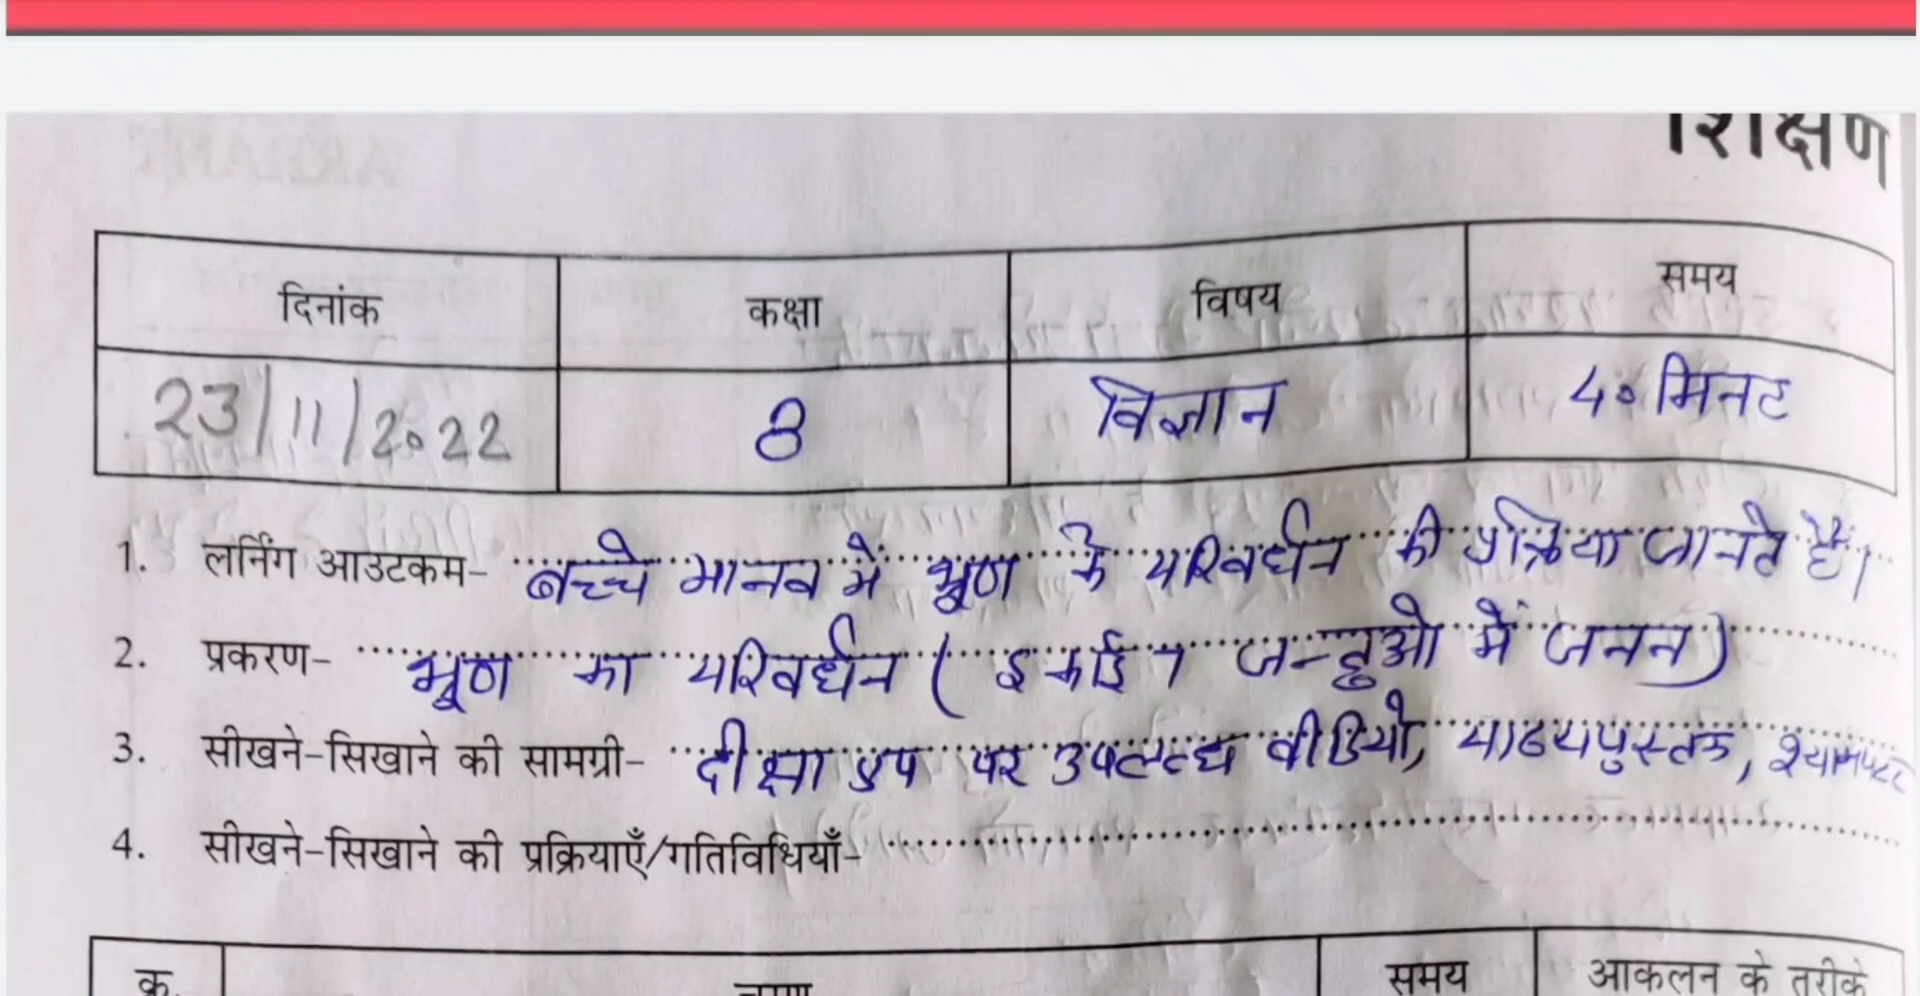 शिक्षण
दिनांक कक्षा विषय समय
23/11/2022 8 विज्ञान 40 मिनट
1. लर्निंग आउटकम- बच्चे मानव में भ्रूण के परिवर्धन की प्रक्रिया जानते हैं।
2. प्रकरण- भ्रूण का परिवर्धन ( इकाई 7 जन्तुओ में जनन)
3. सीखने-सिखाने की सामग्री- दीक्षा एप पर उपलब्ध वीडियो, पाठ्यपुस्तक, श्यामपट्ट
4. सीखने-सिखाने की प्रक्रियाएँ/गतिविधियाँ-
क्र. समय आकलन के तरीके